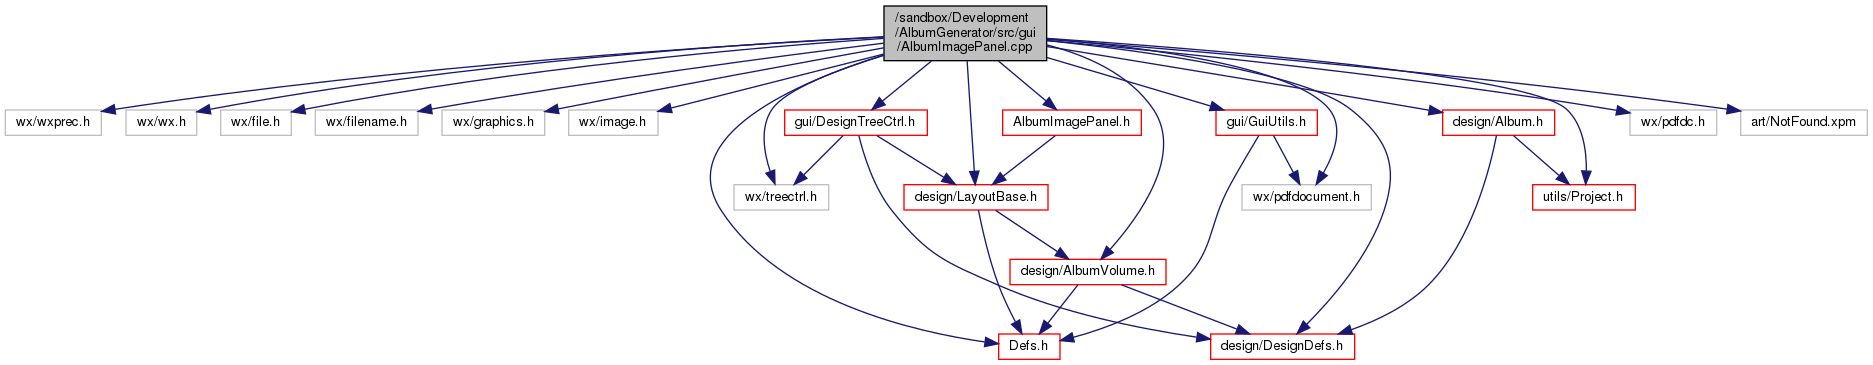 /sandbox/Development
/AlbumGenerator/src/gui
/AlbumImagePanel.cpp
wx/wxprec.h
wx/wx.h
wx/file.h
wx/filename.h
wx/graphics.h
wx/image.h
gui/DesignTreeCtrl.h
AlbumImagePanel.h
gui/GuiUtils.h
design/Album.h
wx/pdfdc.h
art/NotFound.xpm
wx/treectrl.h
design/LayoutBase.h
wx/pdfdocument.h
utils/Project.h
design/AlbumVolume.h
Defs.h
design/DesignDefs.h